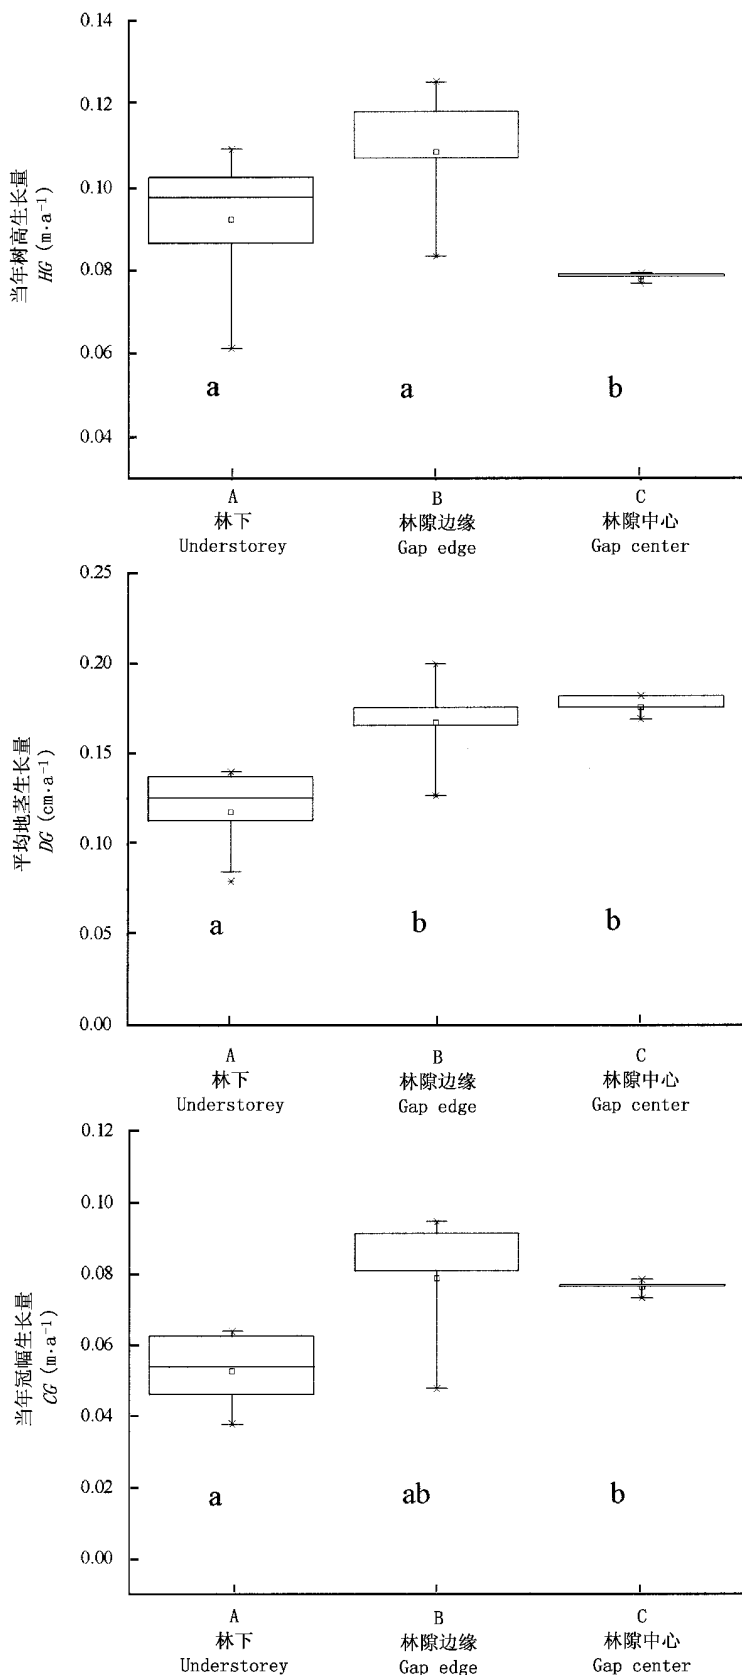 当年树高生长量
HG (m·a⁻¹)
0.14
0.12
0.10
0.08
0.06
0.04
a
a
b
A
B
C
林下
林隙边缘
林隙中心
Understorey
Gap edge
Gap center
平均地茎生长量
DG (cm·a⁻¹)
0.25
0.20
0.15
0.10
0.05
0.00
a
b
b
A
B
C
林下
林隙边缘
林隙中心
Understorey
Gap edge
Gap center
当年冠幅生长量
CG (m·a⁻¹)
0.12
0.10
0.08
0.06
0.04
0.02
0.00
a
ab
b
A
B
C
林下
林隙边缘
林隙中心
Understorey
Gap edge
Gap center